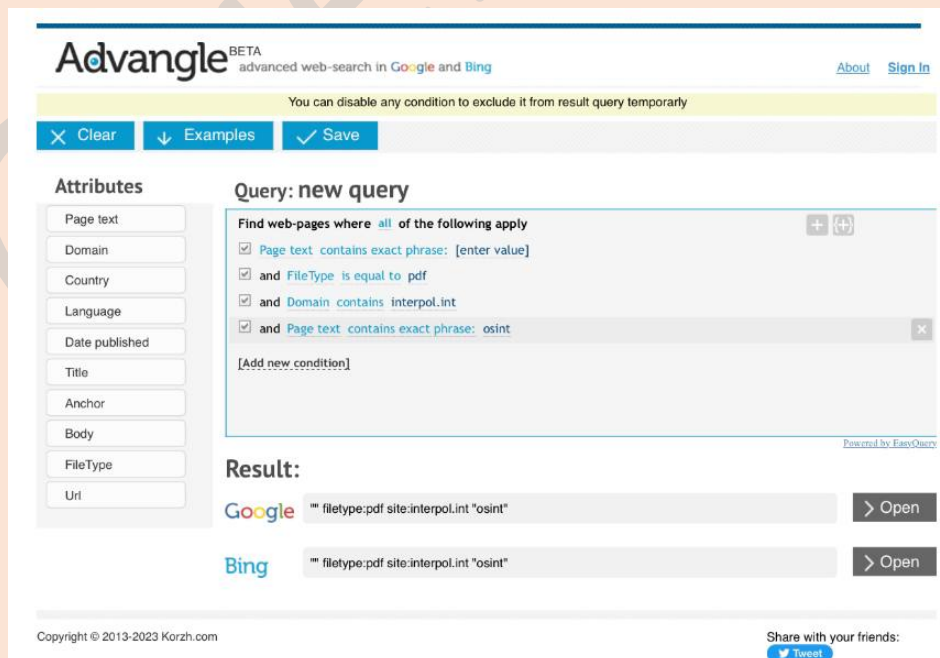 Advangle BETA
advanced web-search in Google and Bing
About Sign In
You can disable any condition to exclude it from result query temporarly
Clear Examples Save
Attributes
Page text
Domain
Country
Language
Date published
Title
Anchor
Body
FileType
Url
Query: new query
Find web-pages where all of the following apply
Page text contains exact phrase: [enter value]
and FileType is equal to pdf
and Domain contains interpol.int
and Page text contains exact phrase: osint
[Add new condition]
Powered by EasyQuery
Result:
Google "" filetype:pdf site:interpol.int "osint" > Open
Bing "" filetype:pdf site:interpol.int "osint" > Open
Copyright © 2013-2023 Korzh.com
Share with your friends:
Tweet